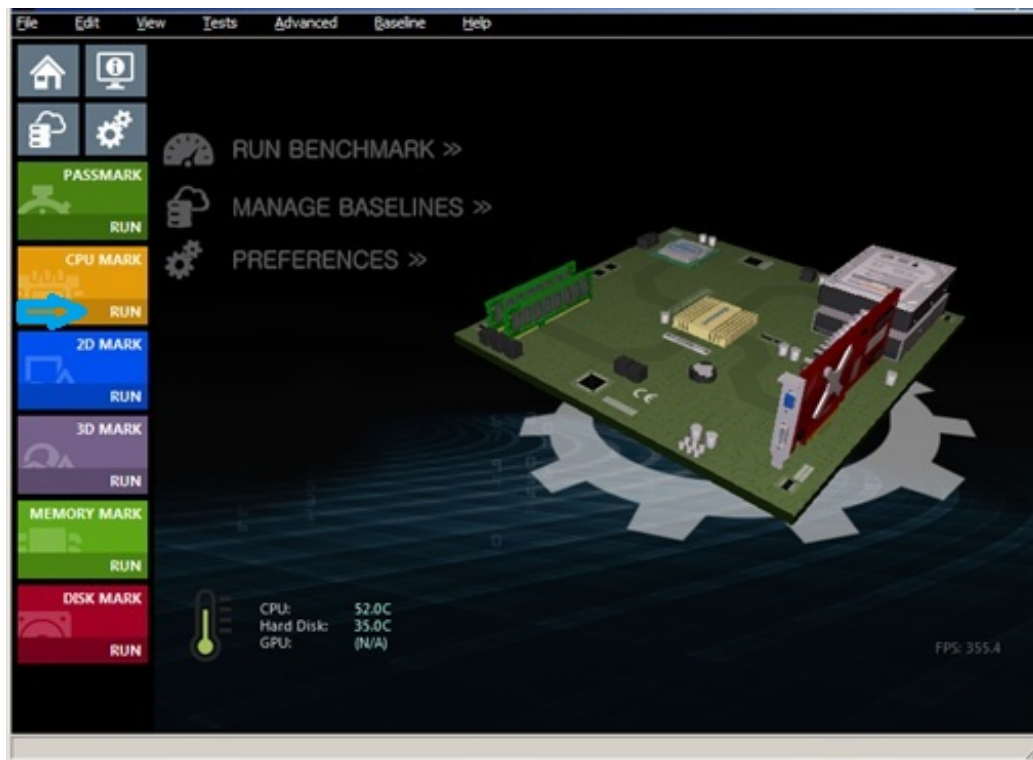 File Edit View Tests Advanced Baseline Help
RUN BENCHMARK »
MANAGE BASELINES »
PREFERENCES »
PASSMARK
RUN
CPU MARK
RUN
2D MARK
RUN
3D MARK
RUN
MEMORY MARK
RUN
DISK MARK
RUN
CE
CPU: 52.0C
Hard Disk: 35.0C
GPU: (N/A)
FPS: 355.4